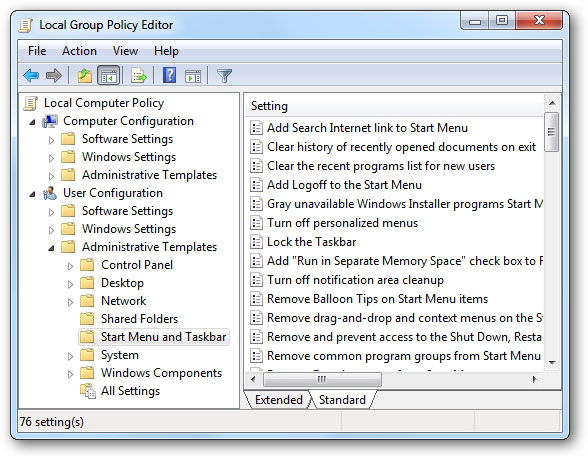 Local Group Policy Editor
File Action View Help
Local Computer Policy
Computer Configuration
Software Settings
Windows Settings
Administrative Templates
User Configuration
Software Settings
Windows Settings
Administrative Templates
Control Panel
Desktop
Network
Shared Folders
Start Menu and Taskbar
System
Windows Components
All Settings
Setting
Add Search Internet link to Start Menu
Clear history of recently opened documents on exit
Clear the recent programs list for new users
Add Logoff to the Start Menu
Gray unavailable Windows Installer programs Start M
Turn off personalized menus
Lock the Taskbar
Add "Run in Separate Memory Space" check box to
Turn off notification area cleanup
Remove Balloon Tips on Start Menu items
Remove drag-and-drop and context menus on the
Remove and prevent access to the Shut Down, Resta
Remove common program groups from Start Menu
Extended Standard
76 setting(s)